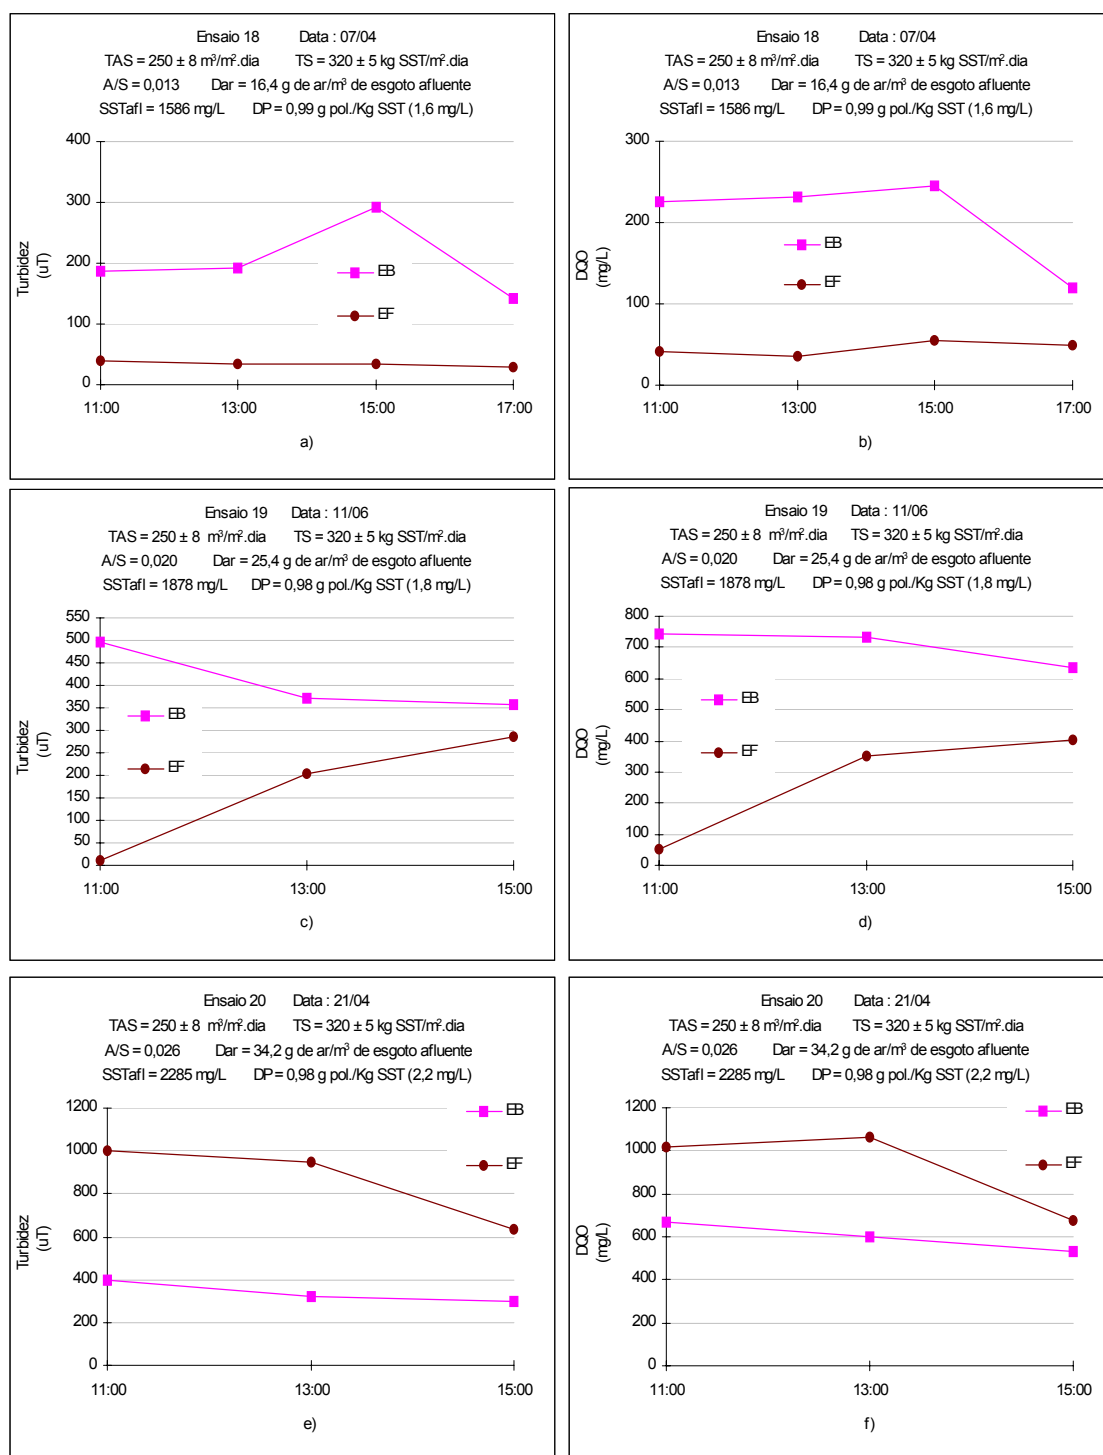 Ensaio 18 Data : 07/04
TAS = 250 ± 8 m³/m².dia TS = 320 ± 5 kg SST/m².dia
A/S = 0,013 Dar = 16,4 g de ar/m³ de esgoto afluente
SSTafl = 1586 mg/L DP = 0,99 g pol./Kg SST (1,6 mg/L)
400
300
200
100
0
Turbidez
(uT)
EB
EF
11:00 13:00 15:00 17:00
a)
Ensaio 18 Data : 07/04
TAS = 250 ± 8 m³/m².dia TS = 320 ± 5 kg SST/m².dia
A/S = 0,013 Dar = 16,4 g de ar/m³ de esgoto afluente
SSTafl = 1586 mg/L DP = 0,99 g pol./Kg SST (1,6 mg/L)
300
200
100
0
DQO
(mg/L)
EB
EF
11:00 13:00 15:00 17:00
b)
Ensaio 19 Data : 11/06
TAS = 250 ± 8 m³/m².dia TS = 320 ± 5 kg SST/m².dia
A/S = 0,020 Dar = 25,4 g de ar/m³ de esgoto afluente
SSTafl = 1878 mg/L DP = 0,98 g pol./Kg SST (1,8 mg/L)
550
500
450
400
350
300
250
200
150
100
50
0
Turbidez
(uT)
EB
EF
11:00 13:00 15:00
c)
Ensaio 19 Data : 11/06
TAS = 250 ± 8 m³/m².dia TS = 320 ± 5 kg SST/m².dia
A/S = 0,020 Dar = 25,4 g de ar/m³ de esgoto afluente
SSTafl = 1878 mg/L DP = 0,98 g pol./Kg SST (1,8 mg/L)
800
700
600
500
400
300
200
100
0
DQO
(mg/L)
EB
EF
11:00 13:00 15:00
d)
Ensaio 20 Data : 21/04
TAS = 250 ± 8 m³/m².dia TS = 320 ± 5 kg SST/m².dia
A/S = 0,026 Dar = 34,2 g de ar/m³ de esgoto afluente
SSTafl = 2285 mg/L DP = 0,98 g pol./Kg SST (2,2 mg/L)
1200
1000
800
600
400
200
0
Turbidez
(uT)
EB
EF
11:00 13:00 15:00
e)
Ensaio 20 Data : 21/04
TAS = 250 ± 8 m³/m².dia TS = 320 ± 5 kg SST/m².dia
A/S = 0,026 Dar = 34,2 g de ar/m³ de esgoto afluente
SSTafl = 2285 mg/L DP = 0,98 g pol./Kg SST (2,2 mg/L)
1200
1000
800
600
400
200
0
DQO
(mg/L)
EB
EF
11:00 13:00 15:00
f)